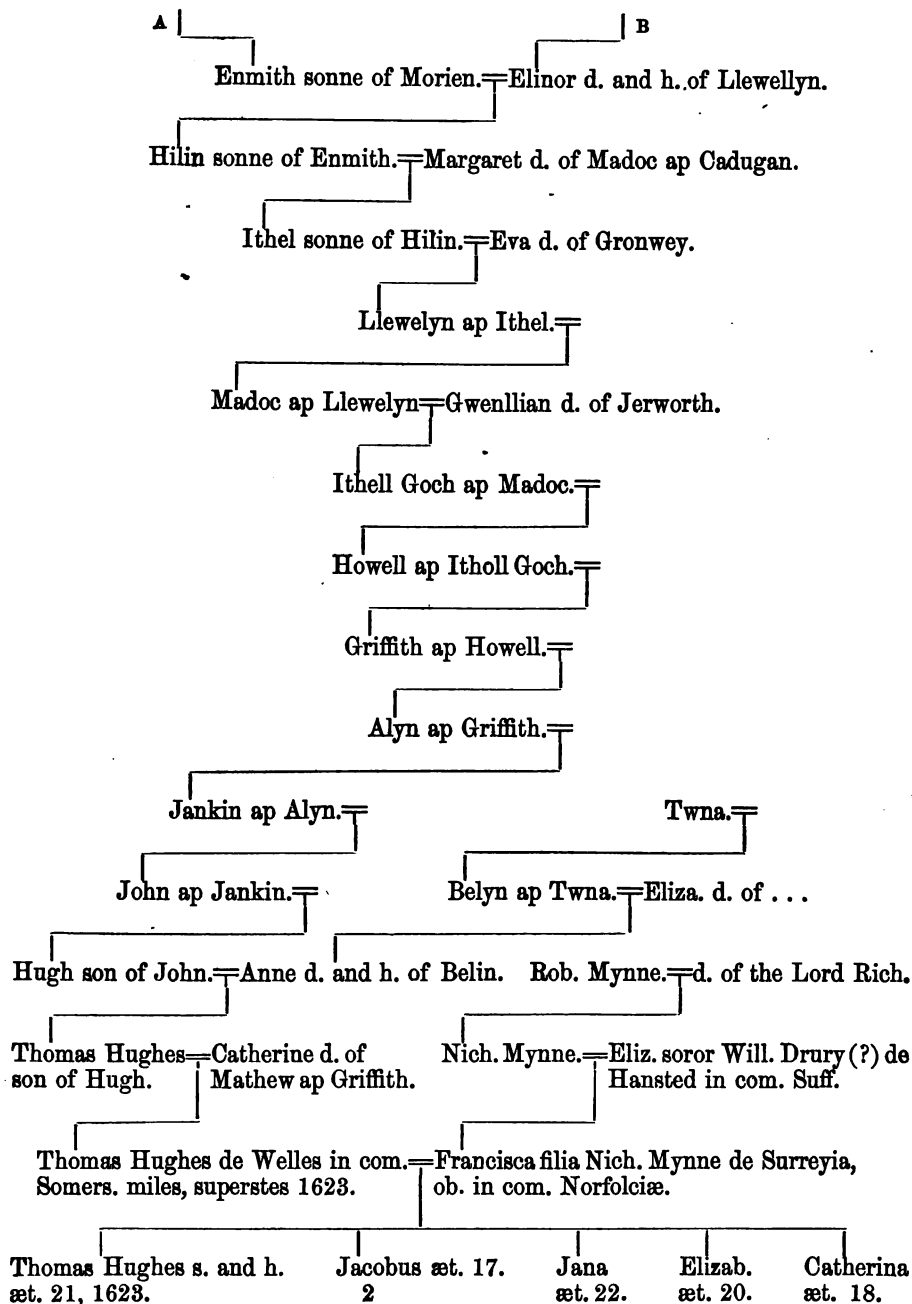 A B
Enmith sonne of Morien.=Elinor d. and h. of Llewellyn.
Hilin sonne of Enmith.=Margaret d. of Madoc ap Cadugan.
Ithel sonne of Hilin.=Eva d. of Gronwey.
Llewelyn ap Ithel.=
Madoc ap Llewelyn=Gwenllian d. of Jerworth.
Ithell Goch ap Madoc.=
Howell ap Itholl Goch.=
Griffith ap Howell.=
Alyn ap Griffith.=
Jankin ap Alyn.= Twna.=
John ap Jankin.= Belyn ap Twna.=Eliza. d. of ...
Hugh son of John.=Anne d. and h. of Belin. Rob. Mynne.=d. of the Lord Rich.
Thomas Hughes=Catherine d. of Nich. Mynne.=Eliz. soror Will. Drury (?) de
son of Hugh. Mathew ap Griffith. Hansted in com. Suff.
Thomas Hughes de Welles in com.=Francisca filia Nich. Mynne de Surreyia,
Somers. miles, superstes 1623. ob. in com. Norfolciæ.
Thomas Hughes s. and h. Jacobus æt. 17. Jana Elizab. Catherina
æt. 21, 1623. 2 æt. 22. æt. 20. æt. 18.